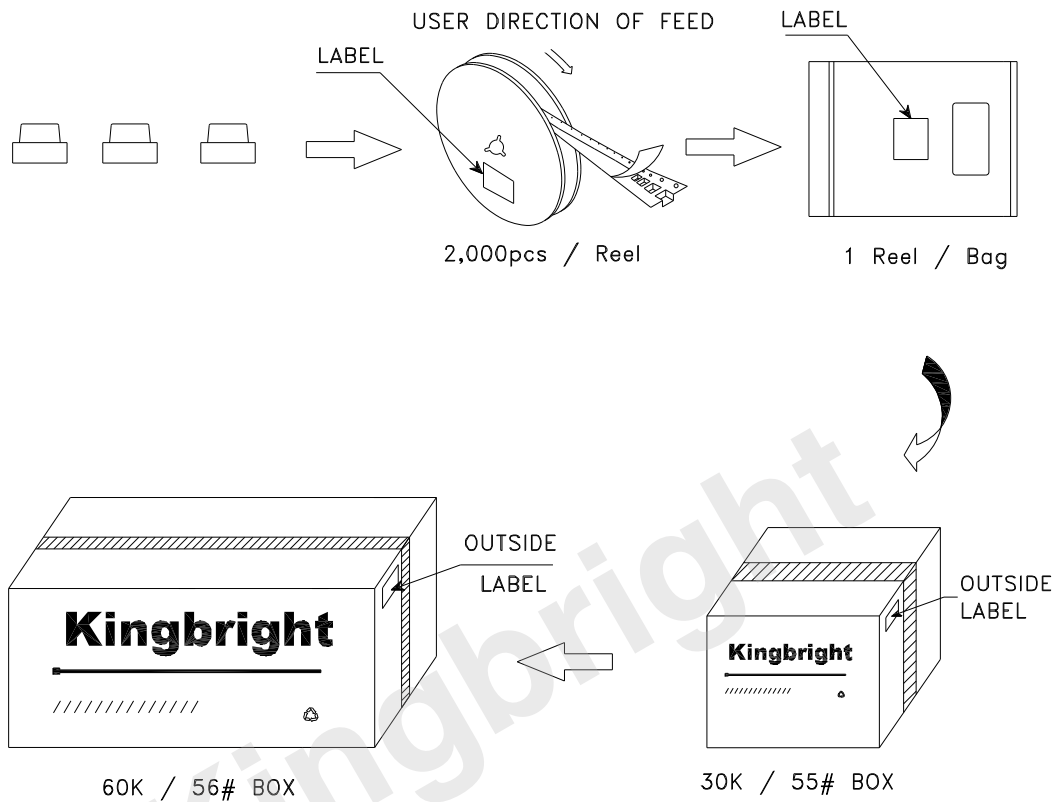 USER DIRECTION OF FEED
LABEL
LABEL
2,000pcs / Reel
1 Reel / Bag
OUTSIDE
LABEL
OUTSIDE
LABEL
Kingbright
Kingbright
60K / 56# BOX
30K / 55# BOX
Kingbright